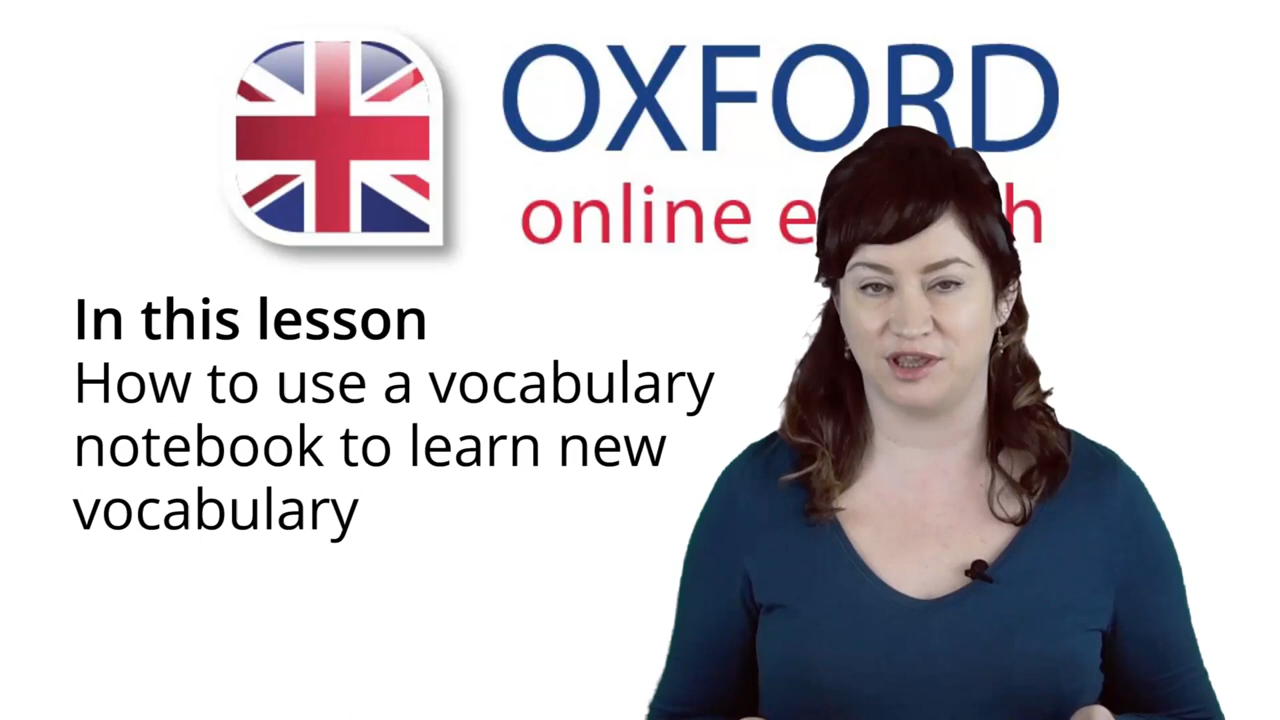 OXFORD
online
In this lesson
How to use a vocabulary
notebook to learn new
vocabulary